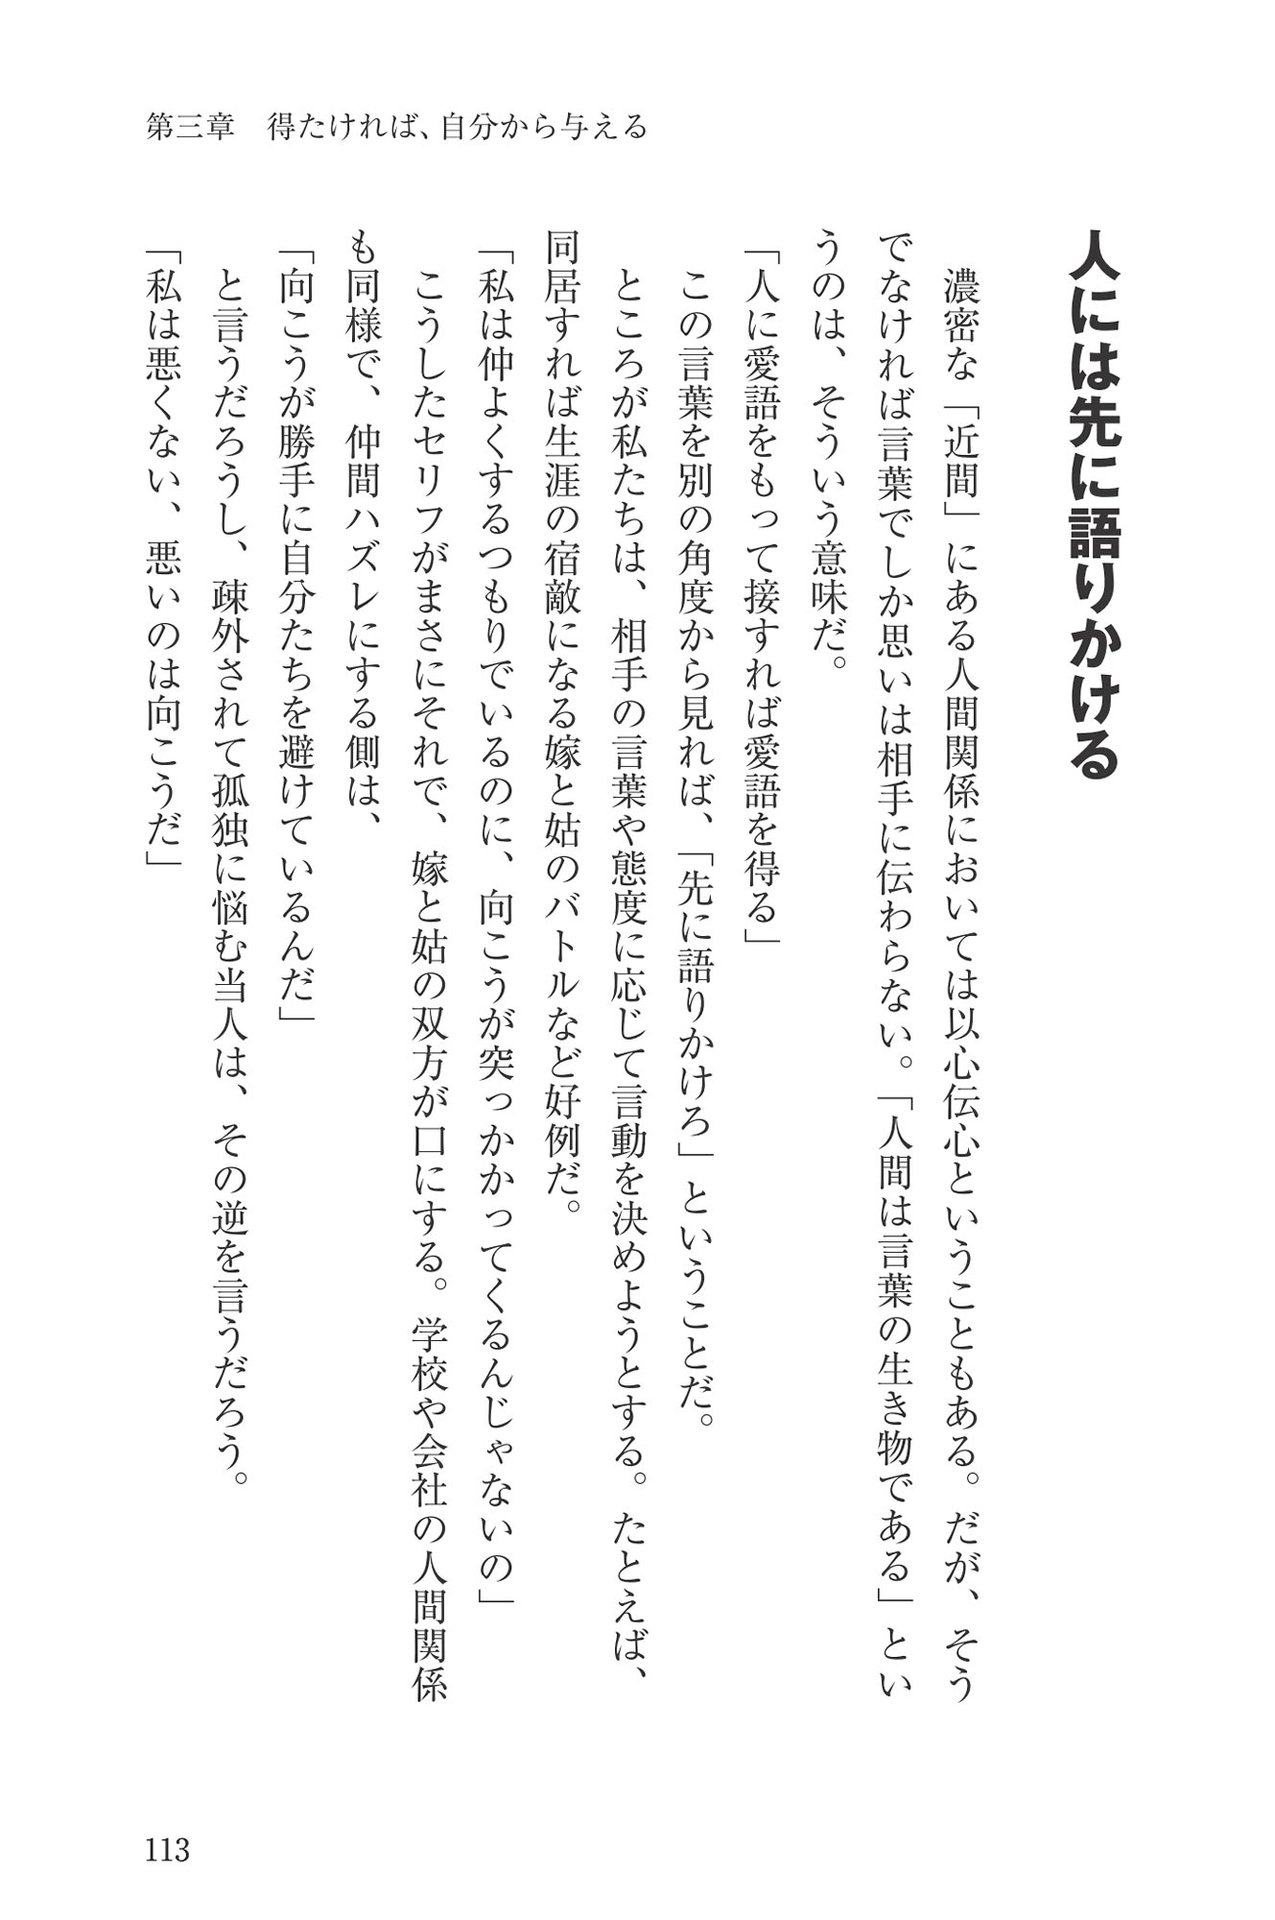 第三章　得たければ、自分から与える
人には先に語りかける
　濃密な「近間」にある人間関係においては以心伝心ということもある。だが、そう
でなければ言葉でしか思いは相手に伝わらない。「人間は言葉の生き物である」とい
うのは、そういう意味だ。
「人に愛語をもって接すれば愛語を得る」
　この言葉を別の角度から見れば、「先に語りかけろ」ということだ。
　ところが私たちは、相手の言葉や態度に応じて言動を決めようとする。たとえば、
同居すれば生涯の宿敵になる嫁と姑のバトルなど好例だ。
「私は仲よくするつもりでいるのに、向こうが突っかかってくるんじゃないの」
　こうしたセリフがまさにそれで、嫁と姑の双方が口にする。学校や会社の人間関係
も同様で、仲間ハズレにする側は、
「向こうが勝手に自分たちを避けているんだ」
　と言うだろうし、疎外されて孤独に悩む当人は、その逆を言うだろう。
「私は悪くない、悪いのは向こうだ」
113